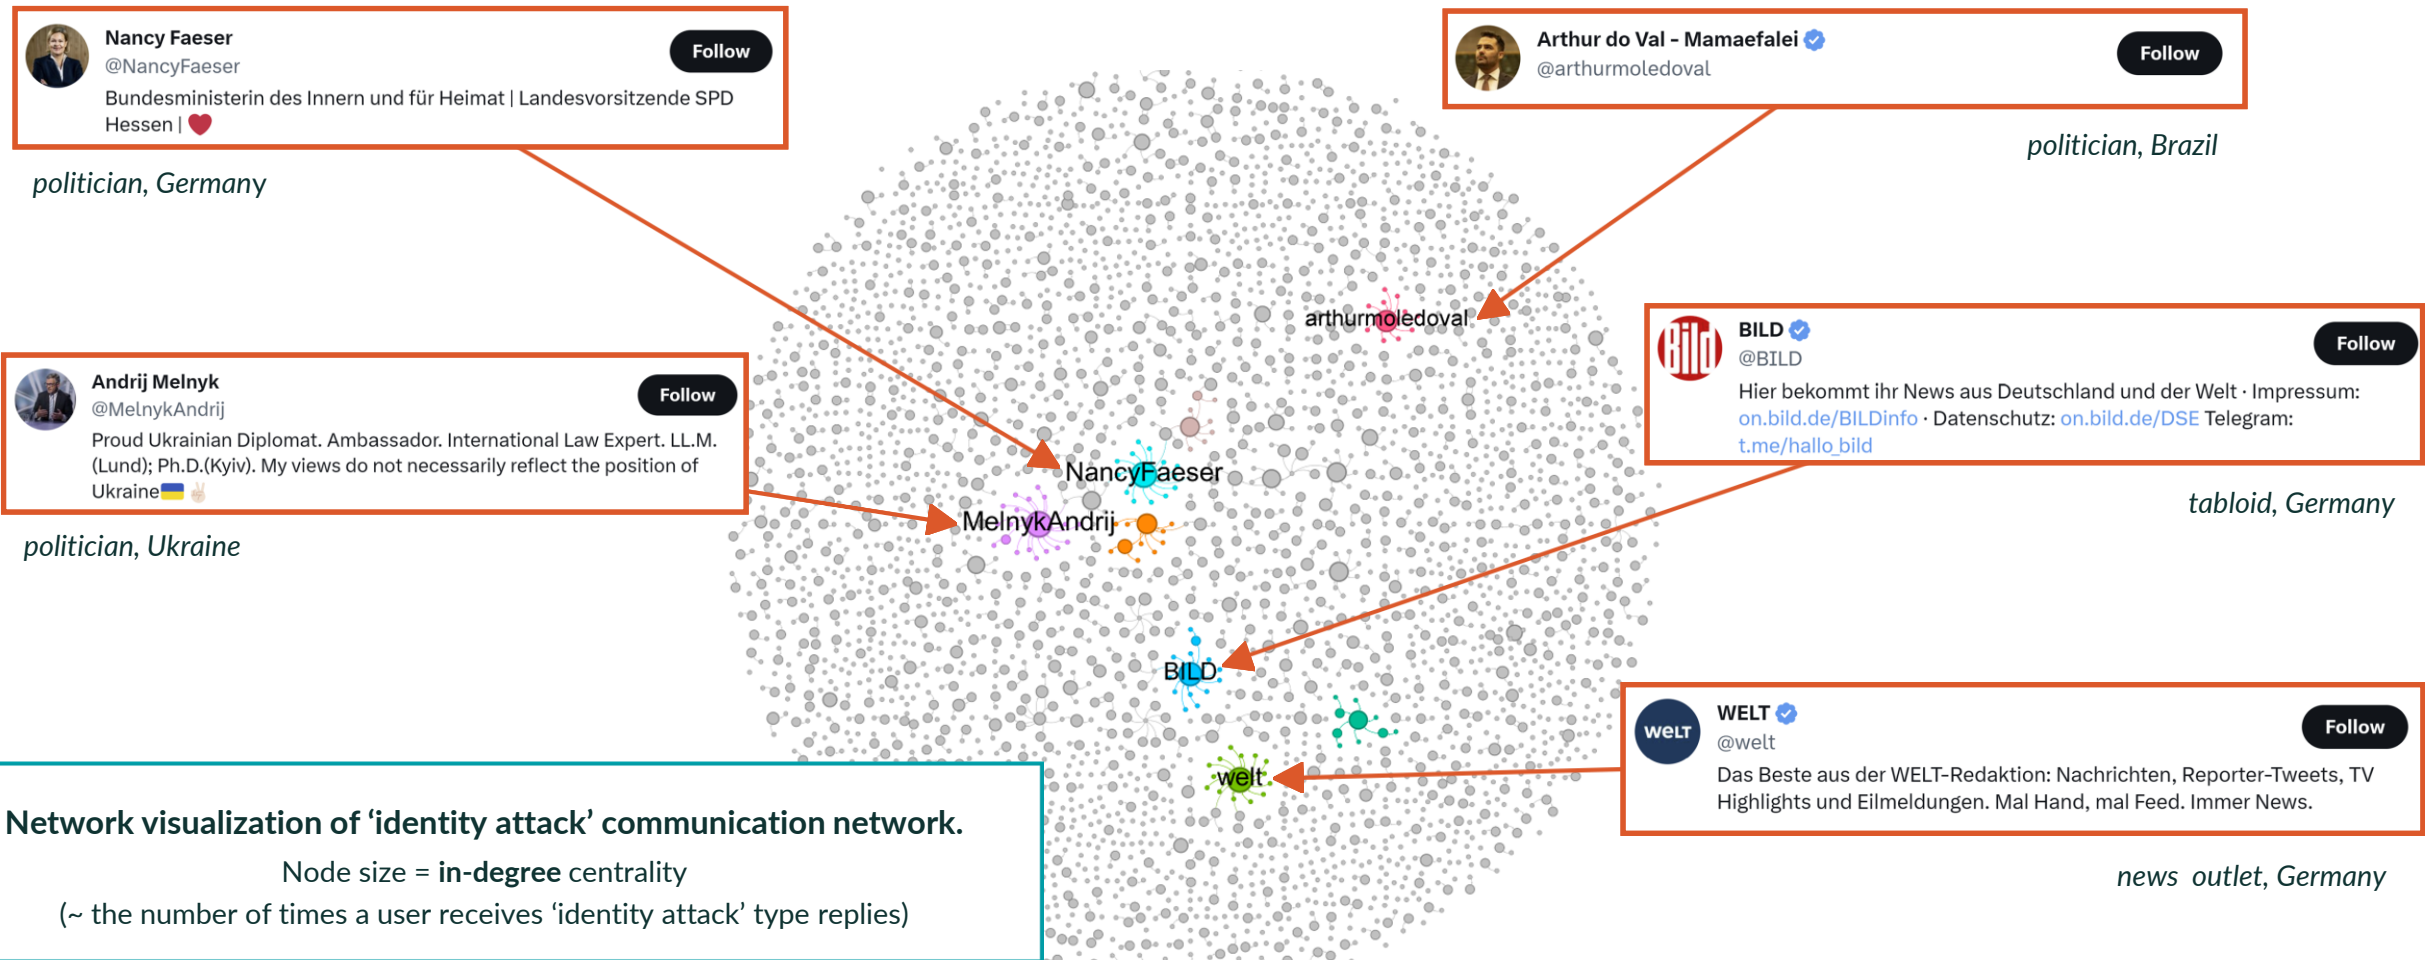 Nancy Faeser
@NancyFaeser
Follow
Bundesministerin des Innern und für Heimat | Landesvorsitzende SPD
Hessen | ❤️
politician, Germany
Arthur do Val - Mamaefalei
@arthurmoledoval
Follow
politician, Brazil
arthurmoledoval
BILD
@BILD
Follow
Hier bekommt ihr News aus Deutschland und der Welt · Impressum:
on.bild.de/BILDinfo · Datenschutz: on.bild.de/DSE Telegram:
t.me/hallo_bild
Bild
tabloid, Germany
Andrij Melnyk
@MelnykAndrij
Follow
Proud Ukrainian Diplomat. Ambassador. International Law Expert. LL.M.
(Lund); Ph.D.(Kyiv). My views do not necessarily reflect the position of
Ukraine🇺🇦 ✌🏻
politician, Ukraine
NancyFaeser
MelnykAndrij
BILD
welt
WELT
WELT
@welt
Follow
Das Beste aus der WELT-Redaktion: Nachrichten, Reporter-Tweets, TV
Highlights und Eilmeldungen. Mal Hand, mal Feed. Immer News.
news outlet, Germany
Network visualization of ‘identity attack’ communication network.
Node size = in-degree centrality
(~ the number of times a user receives ‘identity attack’ type replies)